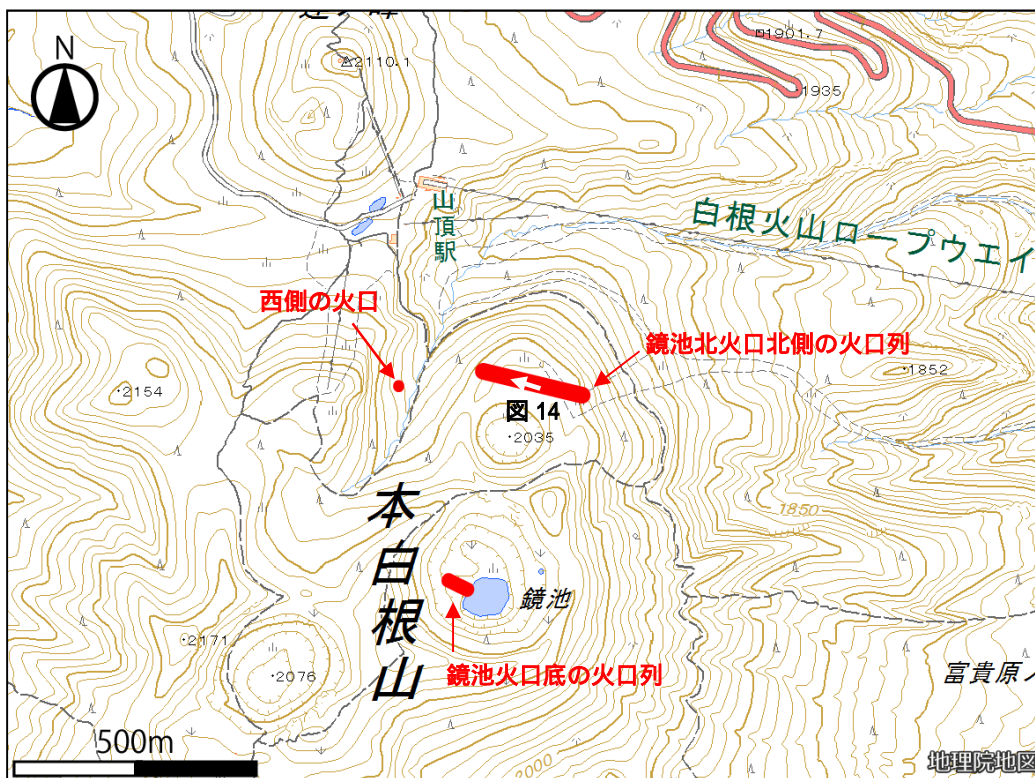 N
2110.1
1901.7
1935
山頂駅
白根火山ロープウエイ
西側の火口
鏡池北火口北側の火口列
1852
2154
図 14
2035
本白根山
1850
鏡池
2171
2076
鏡池火口底の火口列
富貴原ノ
500m
2000
地理院地図